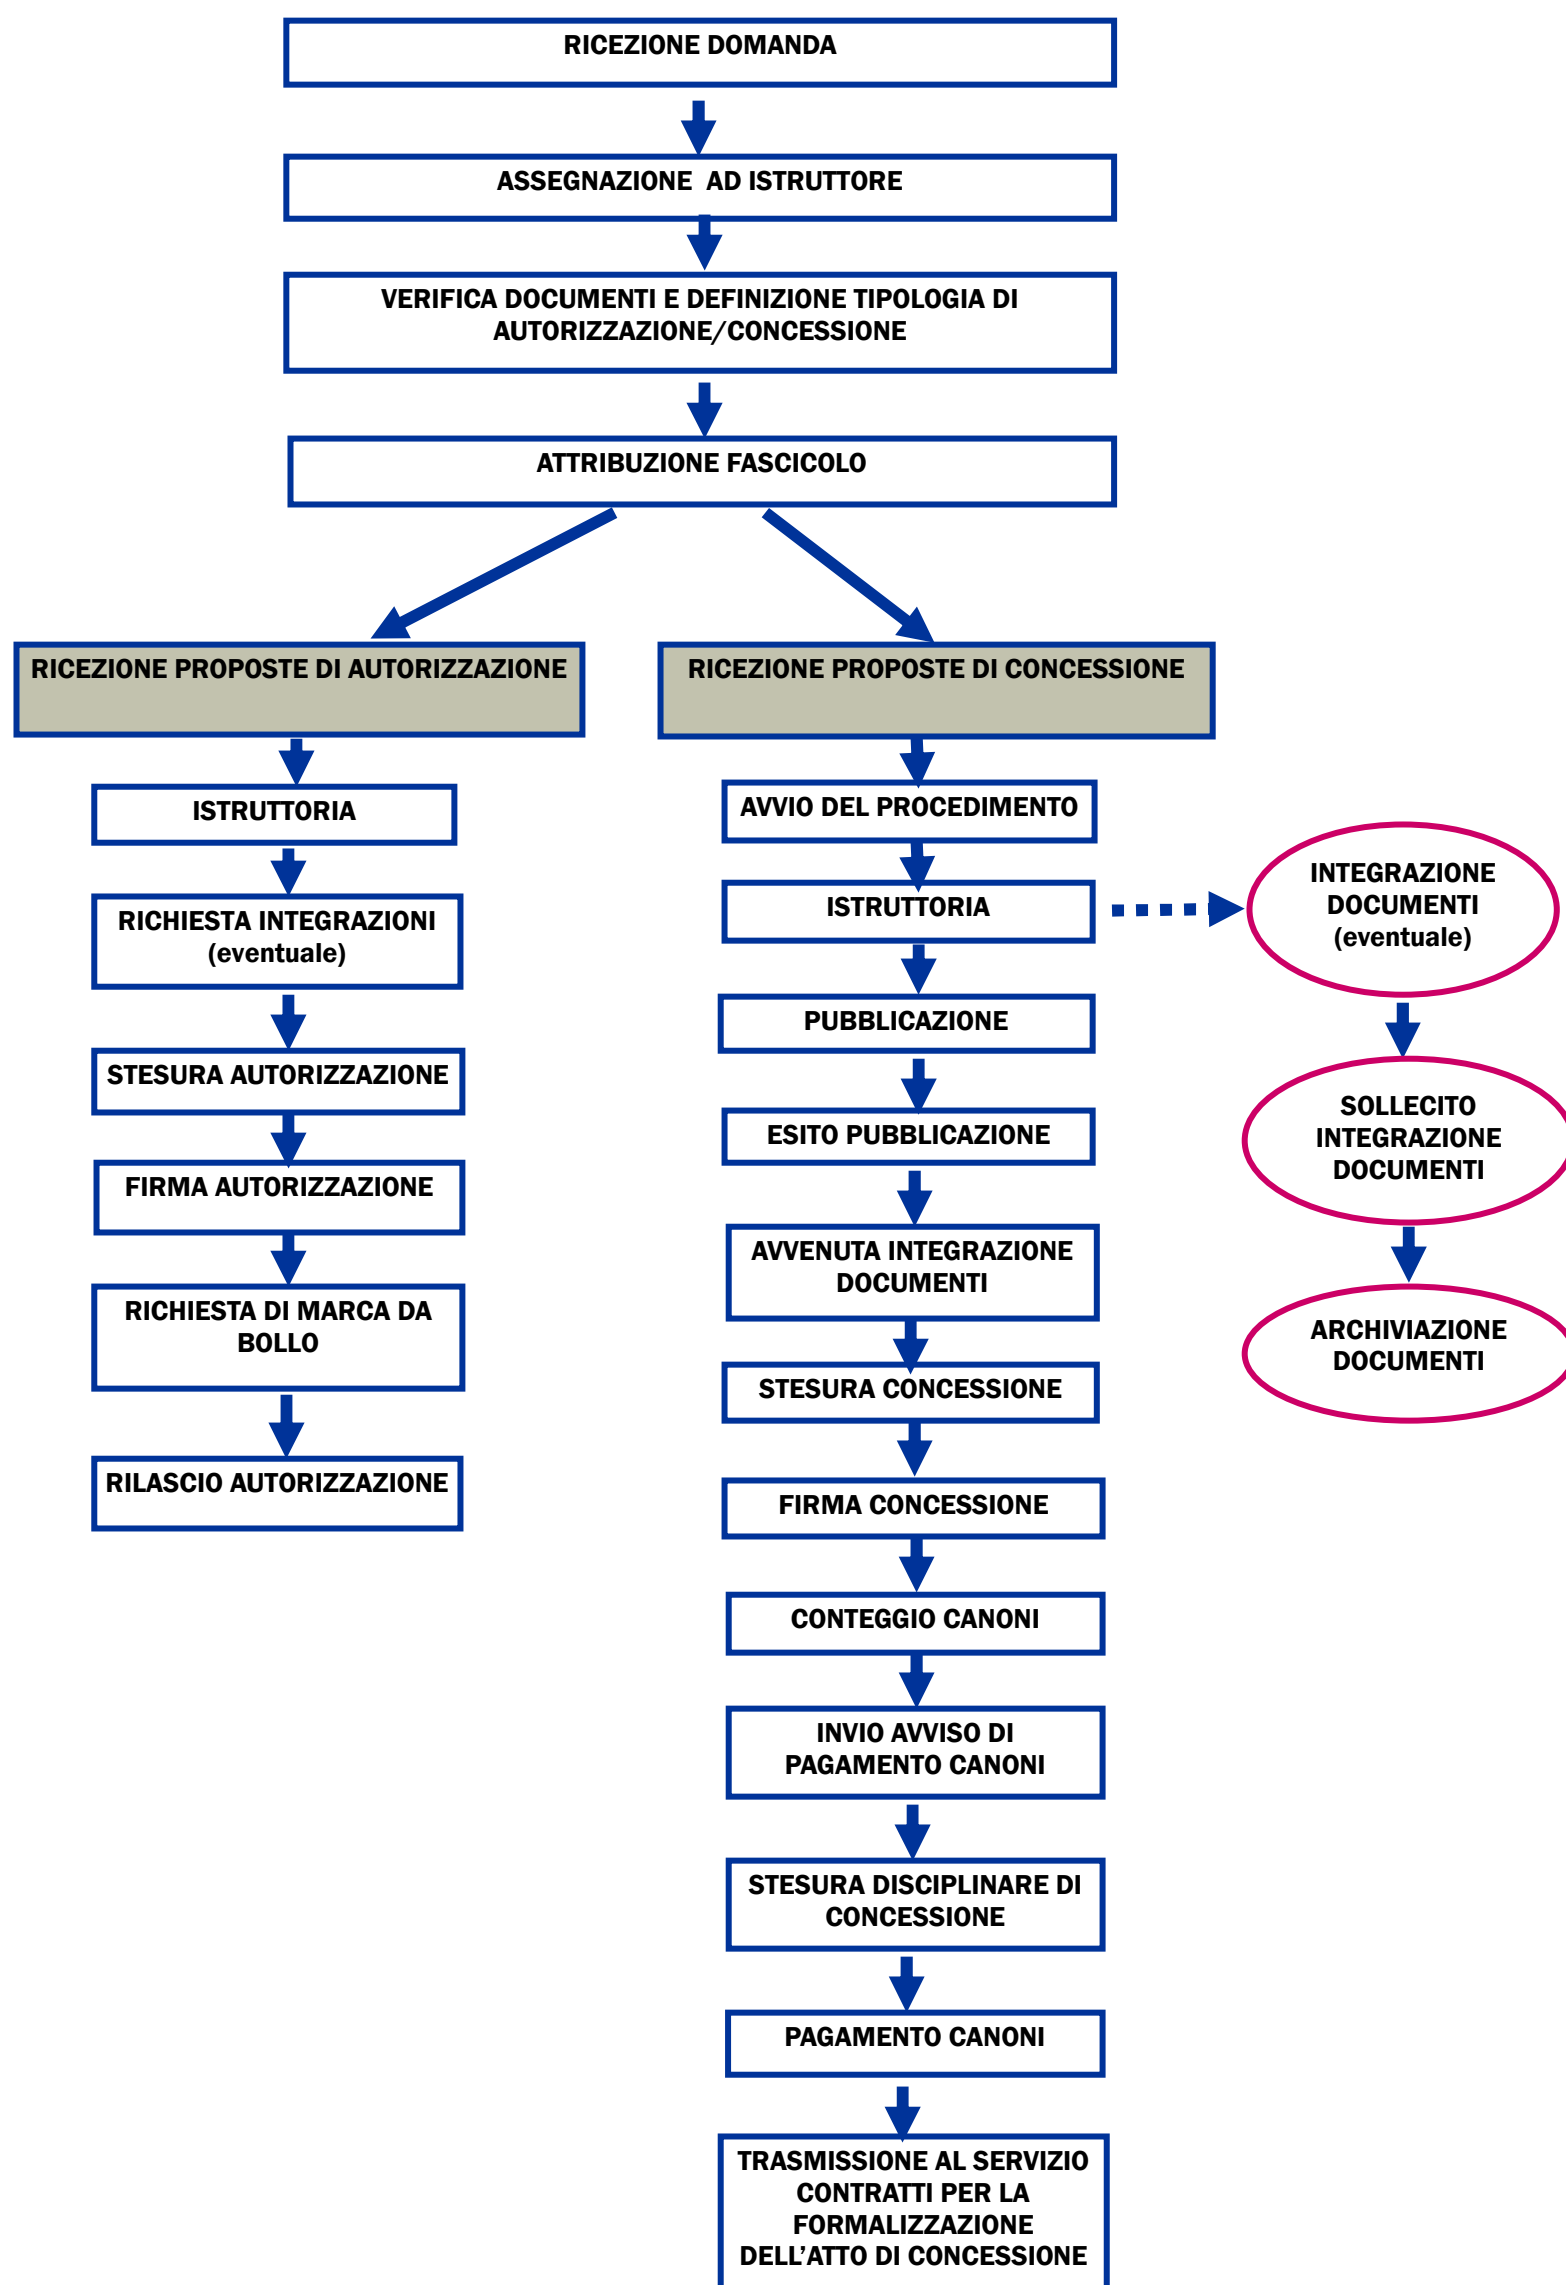 RICEZIONE DOMANDA
ASSEGNAZIONE AD ISTRUTTORE
VERIFICA DOCUMENTI E DEFINIZIONE TIPOLOGIA DI
AUTORIZZAZIONE/CONCESSIONE
ATTRIBUZIONE FASCICOLO
RICEZIONE PROPOSTE DI AUTORIZZAZIONE
ISTRUTTORIA
RICHIESTA INTEGRAZIONI
(eventuale)
STESURA AUTORIZZAZIONE
FIRMA AUTORIZZAZIONE
RICHIESTA DI MARCA DA
BOLLO
RILASCIO AUTORIZZAZIONE
RICEZIONE PROPOSTE DI CONCESSIONE
AVVIO DEL PROCEDIMENTO
ISTRUTTORIA
PUBBLICAZIONE
ESITO PUBBLICAZIONE
AVVENUTA INTEGRAZIONE
DOCUMENTI
STESURA CONCESSIONE
FIRMA CONCESSIONE
CONTEGGIO CANONI
INVIO AVVISO DI
PAGAMENTO CANONI
STESURA DISCIPLINARE DI
CONCESSIONE
PAGAMENTO CANONI
TRASMISSIONE AL SERVIZIO
CONTRATTI PER LA
FORMALIZZAZIONE
DELL’ATTO DI CONCESSIONE
INTEGRAZIONE
DOCUMENTI
(eventuale)
SOLLECITO
INTEGRAZIONE
DOCUMENTI
ARCHIVIAZIONE
DOCUMENTI